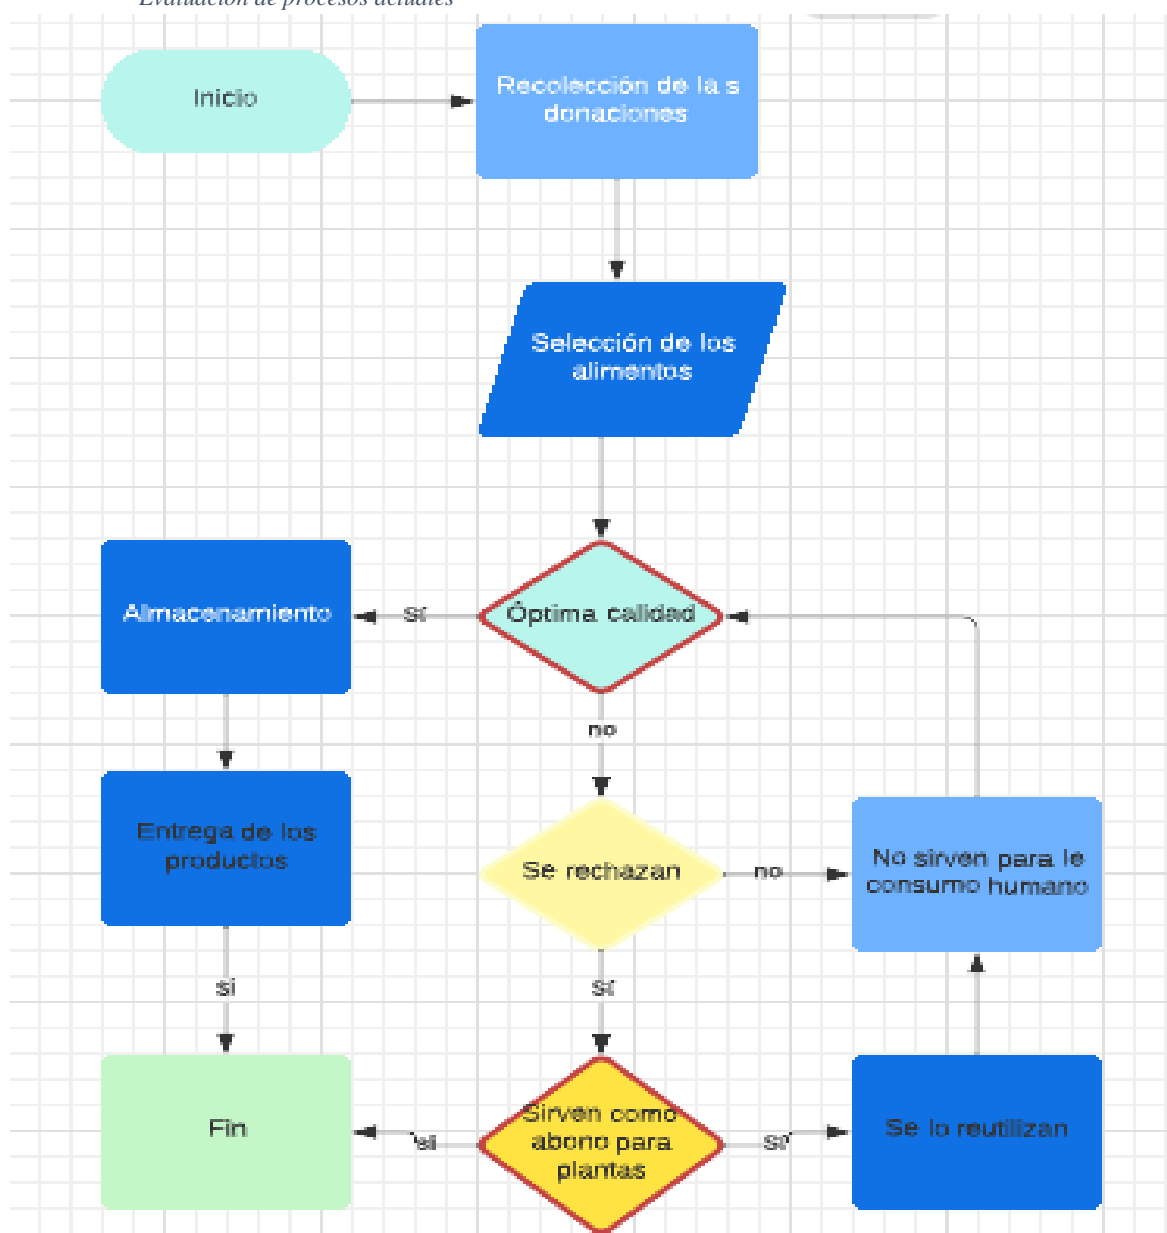 Evaluación de procesos actuales
Inicio
Recolección de la s
donaciones
Selección de los
alimentos
Almacenamiento
Sí
Óptima calidad
no
Entrega de los
productos
Se rechazan
no
No sirven para le
consumo humano
si
Sí
Fin
si
Sirven como
abono para
plantas
Sí
Se lo reutilizan